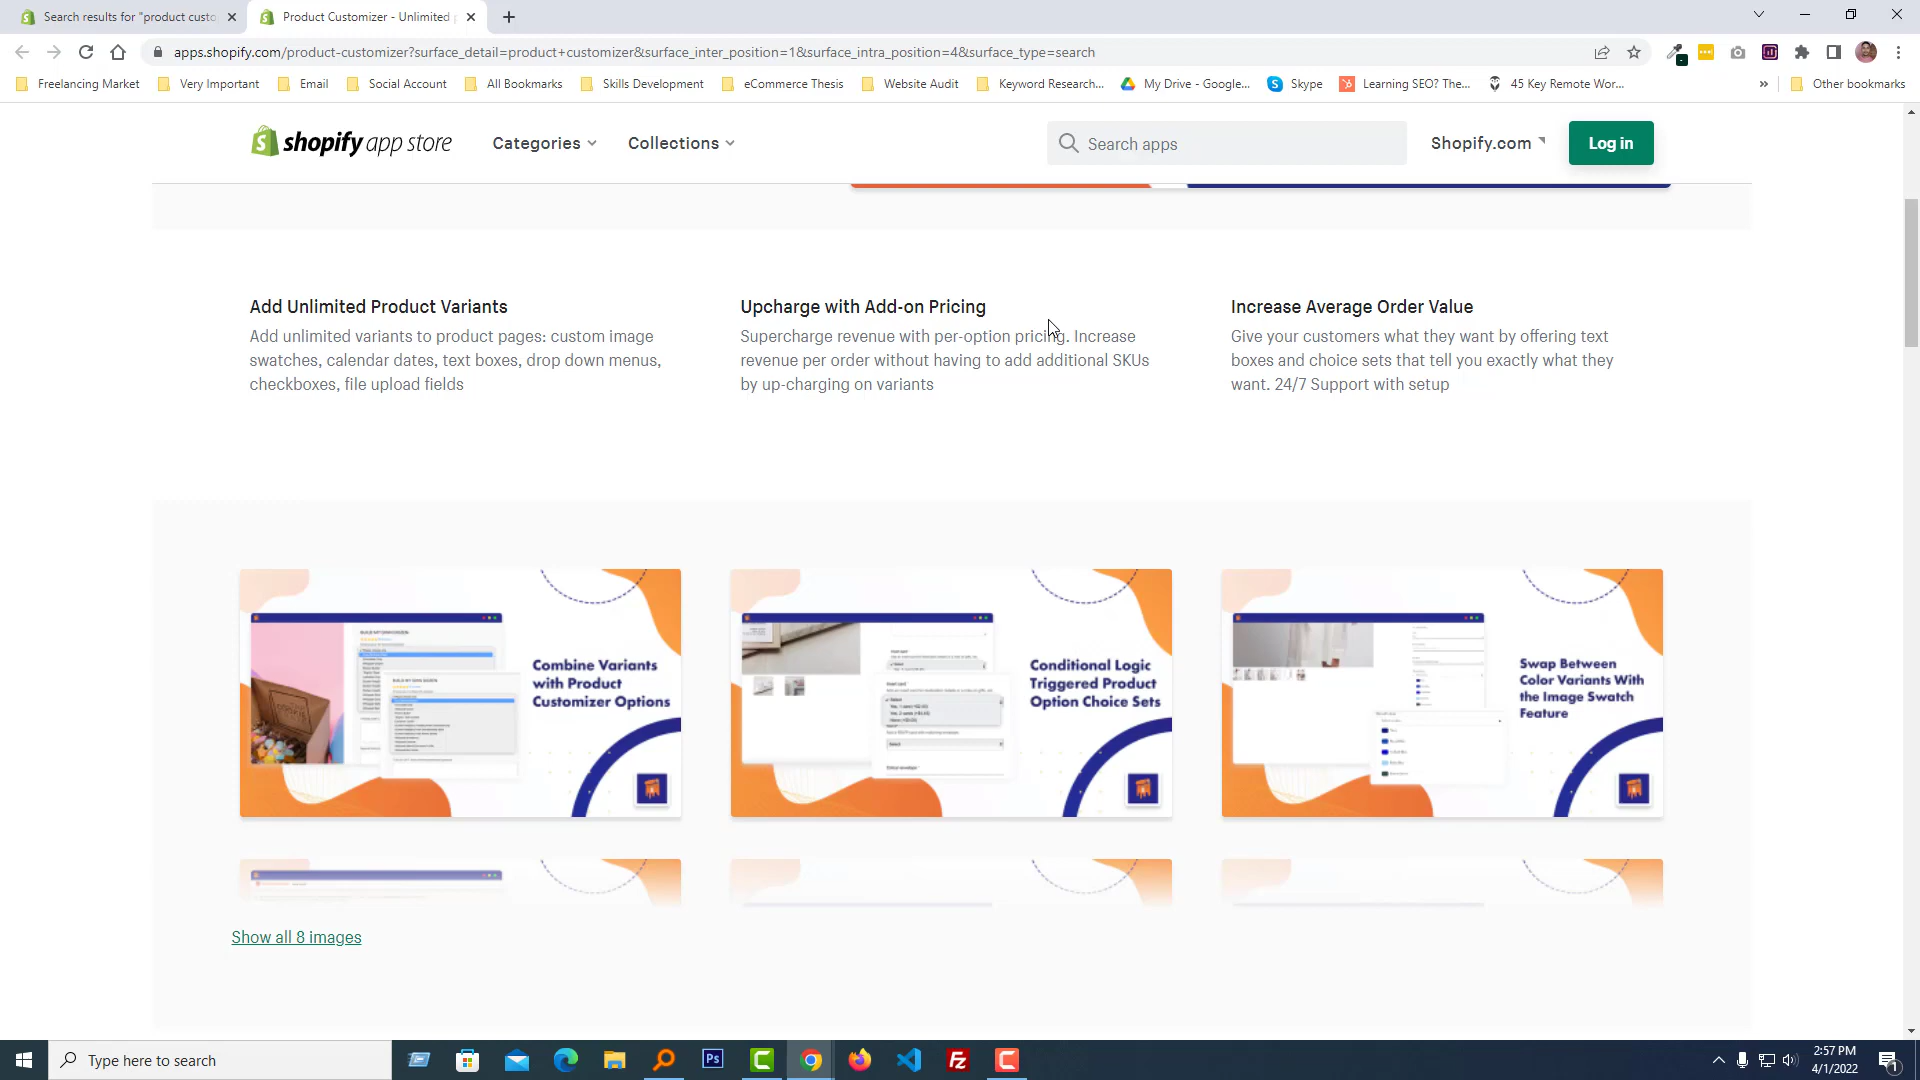 Search results for "product custo
Product Customizer - Unlimited p
apps.shopify.com/product-customizer?surface_detail=product+customizer&surface_inter_position=1&surface_intra_position=4&surface_type=search
Freelancing Market
Very Important
Email
Social Account
All Bookmarks
Skills Development
eCommerce Thesis
Website Audit
Keyword Research...
My Drive - Google...
Skype
Learning SEO? The...
45 Key Remote Wor...
»
Other bookmarks
shopify app store
Categories
Collections
Search apps
Shopify.com
Log in
Add Unlimited Product Variants
Add unlimited variants to product pages: custom image
swatches, calendar dates, text boxes, drop down menus,
checkboxes, file upload fields
Upcharge with Add-on Pricing
Supercharge revenue with per-option pricing. Increase
revenue per order without having to add additional SKUs
by up-charging on variants
Increase Average Order Value
Give your customers what they want by offering text
boxes and choice sets that tell you exactly what they
want. 24/7 Support with setup
Combine Variants
with Product
Customizer Options
Conditional Logic
Triggered Product
Option Choice Sets
Swap Between
Color Variants With
the Image Swatch
Feature
Show all 8 images
Type here to search
Ps
2:57 PM
4/1/2022
1